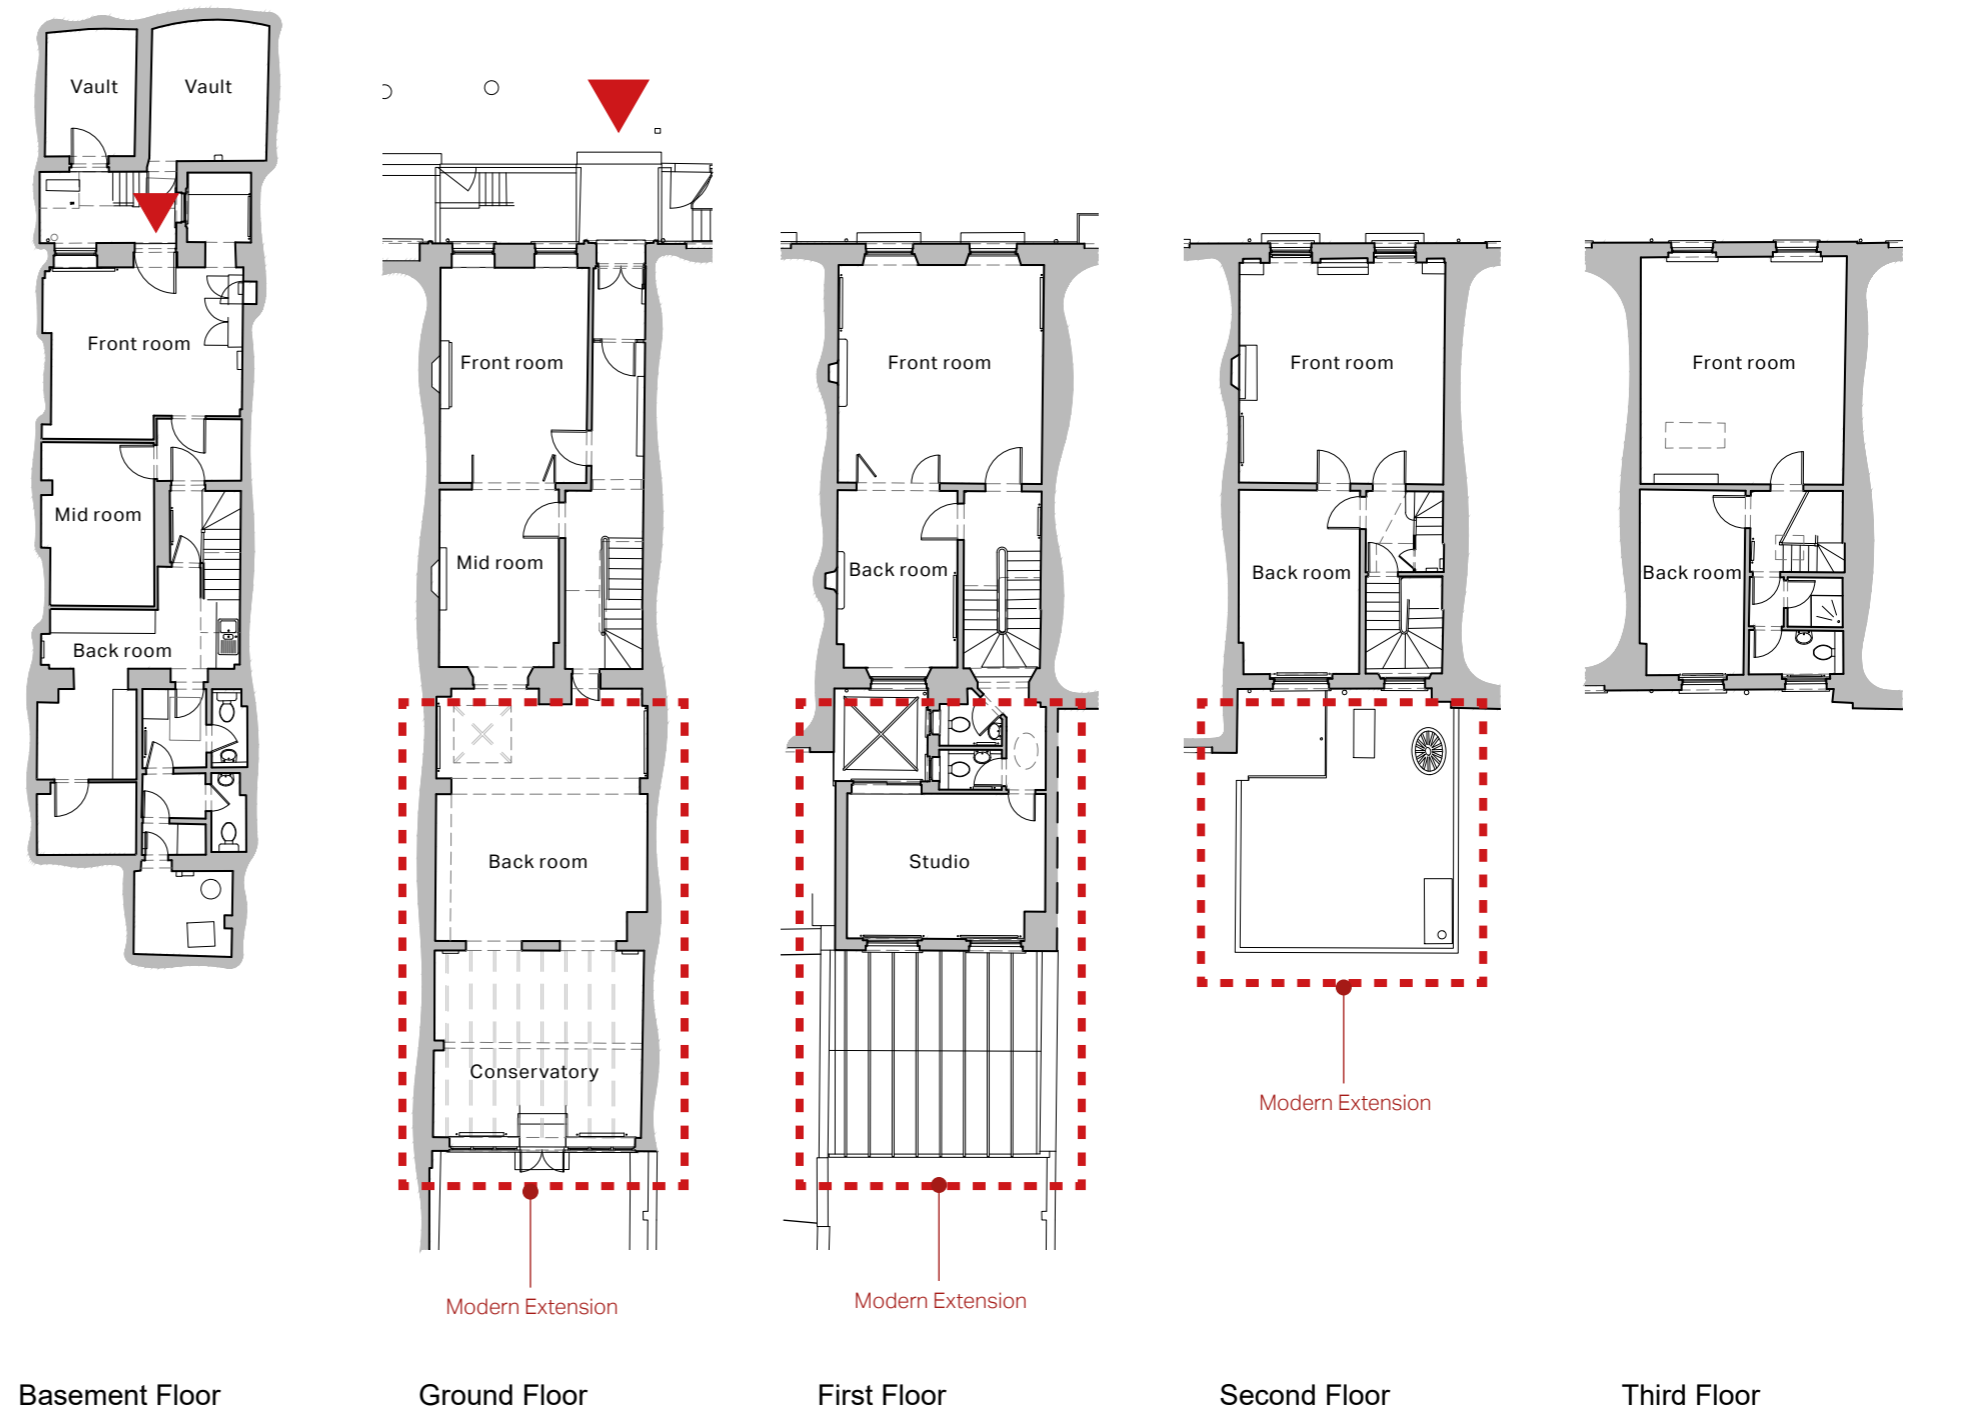 Vault
Vault
Front room
Mid room
Back room
Basement Floor
Front room
Mid room
Back room
Conservatory
Modern Extension
Ground Floor
Front room
Back room
Studio
Modern Extension
First Floor
Front room
Back room
Modern Extension
Second Floor
Front room
Back room
Third Floor